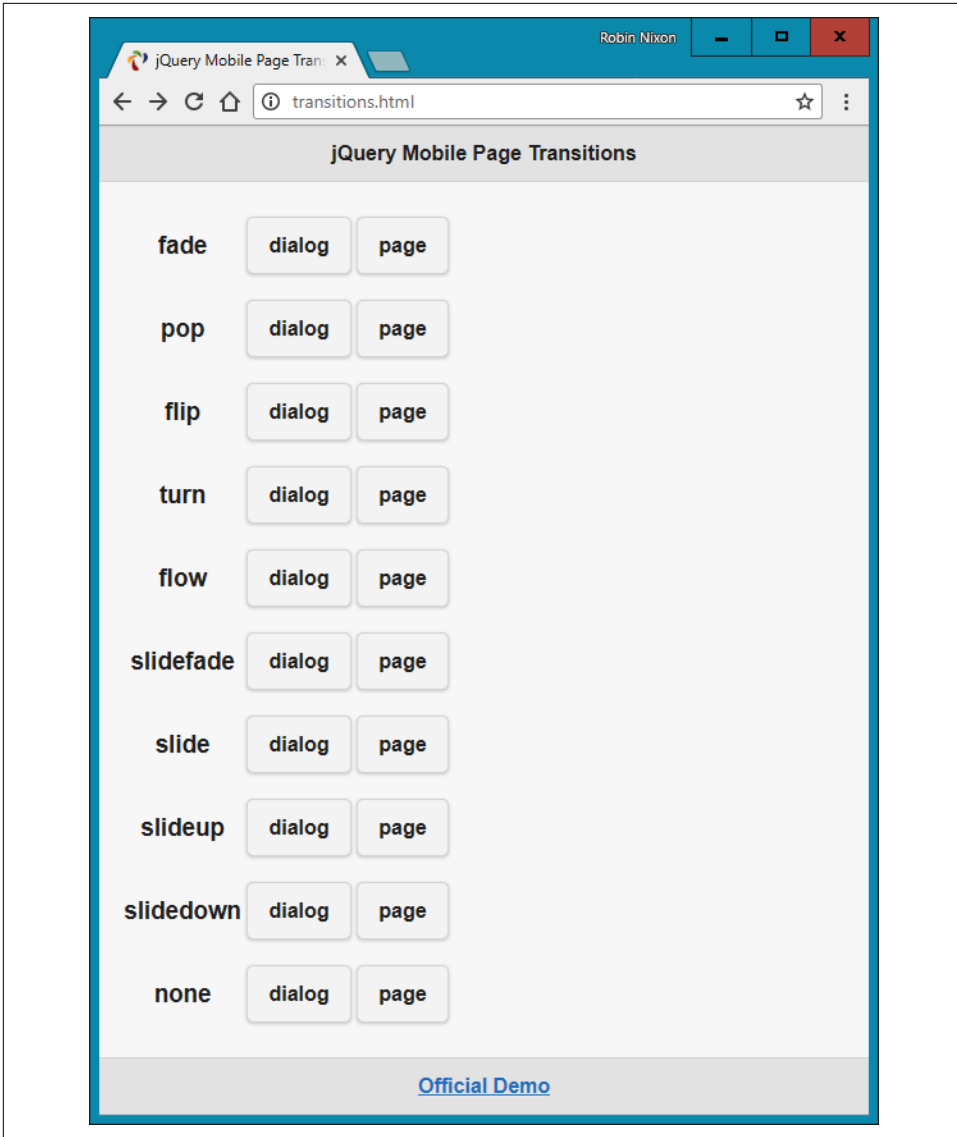 Robin Nixon
jQuery Mobile Page Tran
transitions.html
jQuery Mobile Page Transitions
fade dialog page
pop dialog page
flip dialog page
turn dialog page
flow dialog page
slidefade dialog page
slide dialog page
slideup dialog page
slidedown dialog page
none dialog page
Official Demo